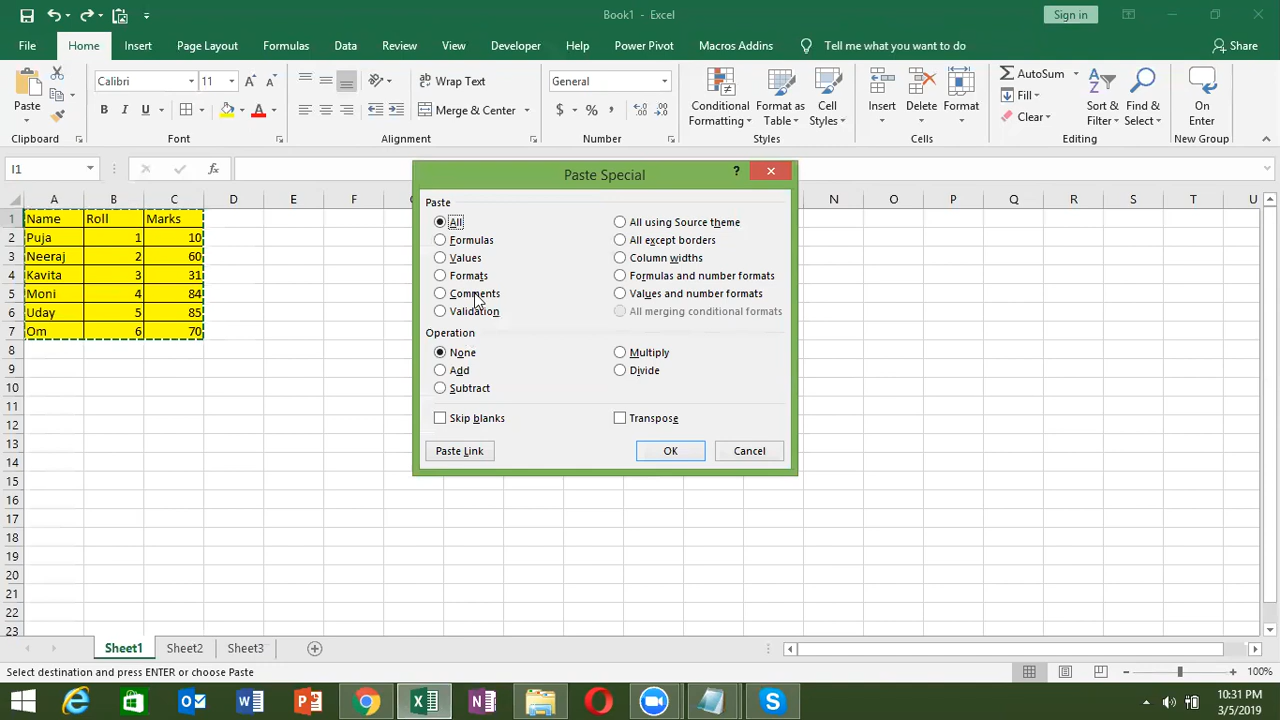 Book1 - Excel
Sign in
File Home Insert Page Layout Formulas Data Review View Developer Help Power Pivot Macros Addins Tell me what you want to do Share
Paste
Calibri 11
B I U
Wrap Text
Merge & Center
General
$ % ,
Conditional Formatting
Format as Table
Cell Styles
Insert
Delete
Format
AutoSum
Fill
Clear
Sort & Filter
Find & Select
On Enter
Clipboard Font Alignment Number Styles Cells Editing New Group
I1
fx
A B C D E F N O P Q R S T U
1 Name Roll Marks
2 Puja 1 10
3 Neeraj 2 60
4 Kavita 3 31
5 Moni 4 84
6 Uday 5 85
7 Om 6 70
8
9
10
11
12
13
14
15
16
17
18
19
20
21
22
23
Paste Special
?
Paste
All All using Source theme
Formulas All except borders
Values Column widths
Formats Formulas and number formats
Comments Values and number formats
Validation All merging conditional formats
Operation
None Multiply
Add Divide
Subtract
Skip blanks Transpose
Paste Link OK Cancel
Sheet1 Sheet2 Sheet3
Select destination and press ENTER or choose Paste
100%
10:31 PM
3/5/2019